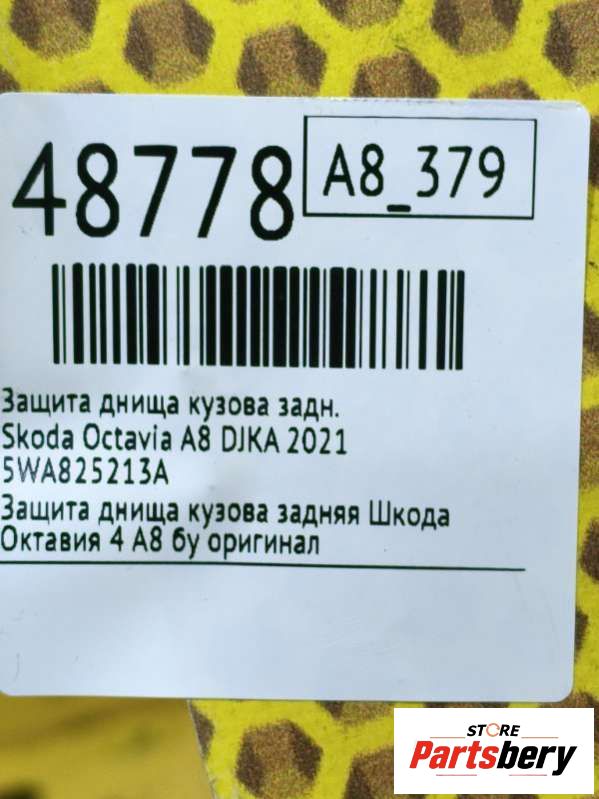 48778
A8_379
Защита днища кузова задн.
Skoda Octavia A8 DJKA 2021
5WA825213A
Защита днища кузова задняя Шкода
Октавия 4 А8 бу оригинал
STORE
Partsbery